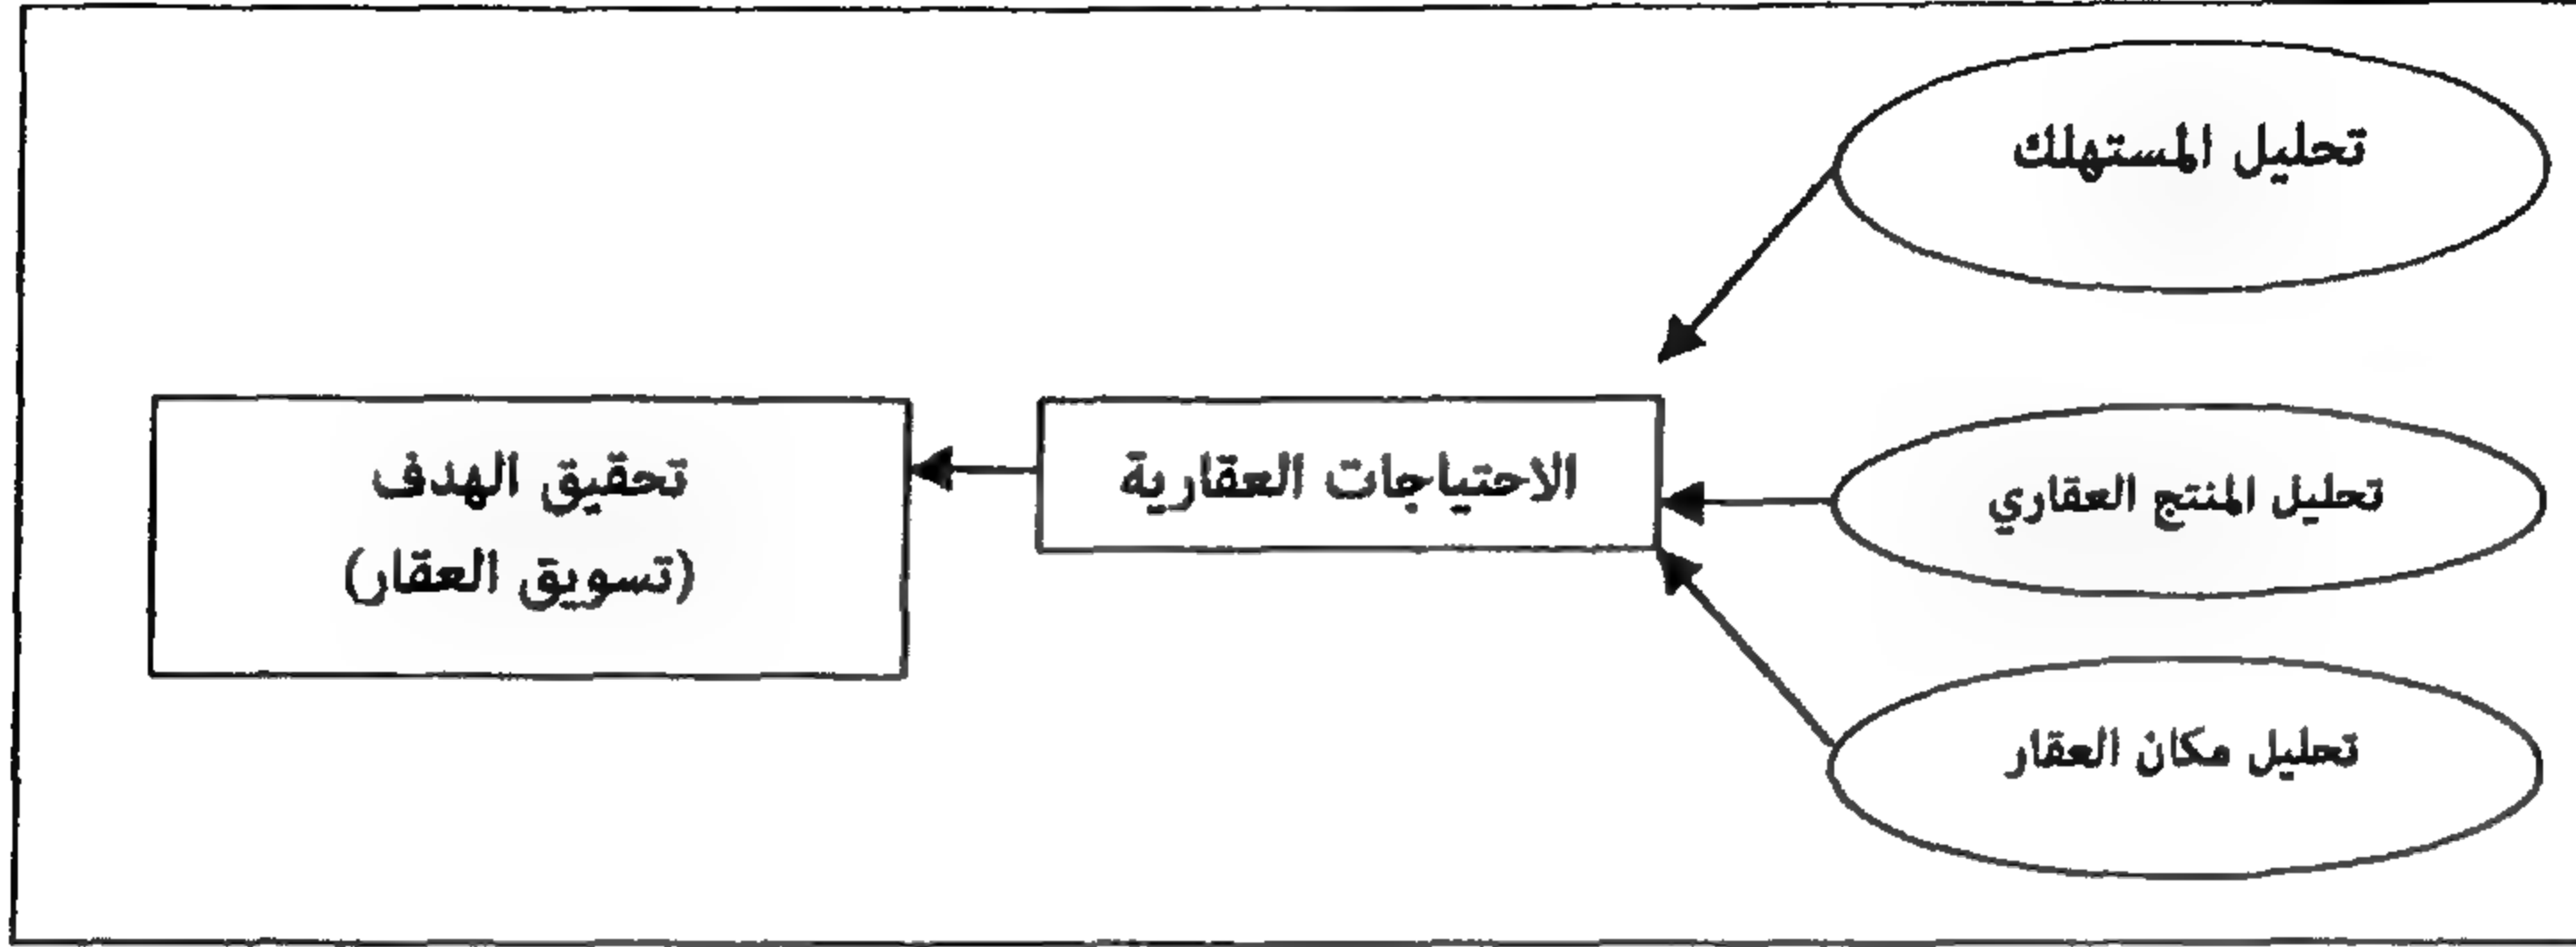 تحليل المستهلك
تحليل المنتج العقاري
تحليل مكان العقار
الاحتياجات العقارية
تحقيق الهدف
(تسويق العقار)